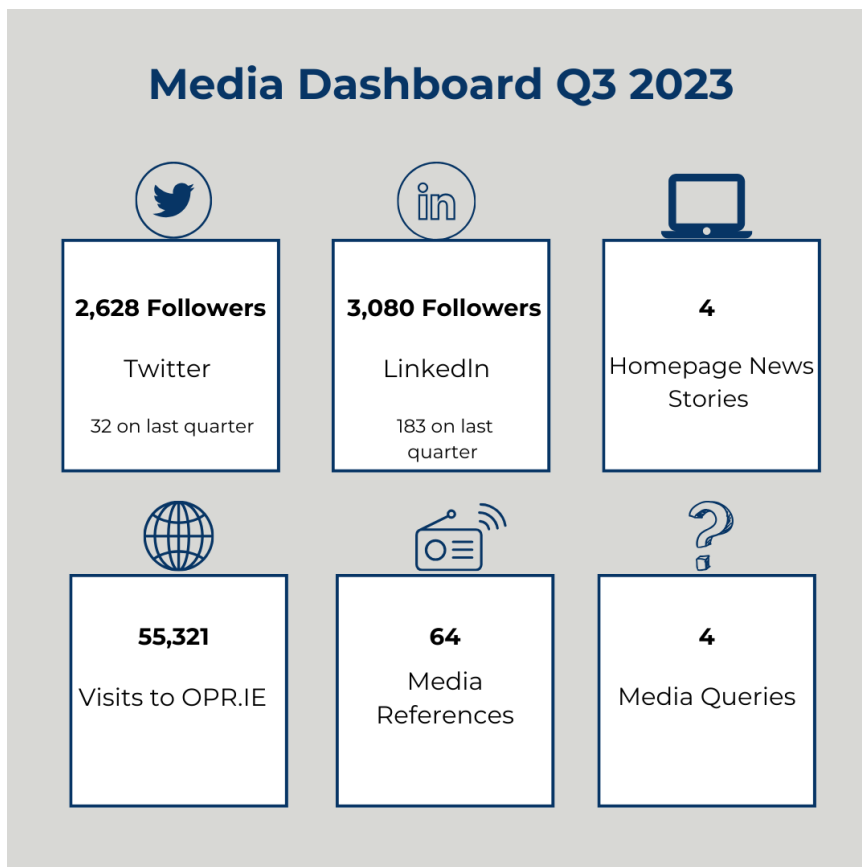 Media Dashboard Q3 2023
in
2,628 Followers
Twitter
32 on last quarter
3,080 Followers
LinkedIn
183 on last
quarter
4
Homepage News
Stories
?
55,321
Visits to OPR.IE
64
Media
References
4
Media Queries